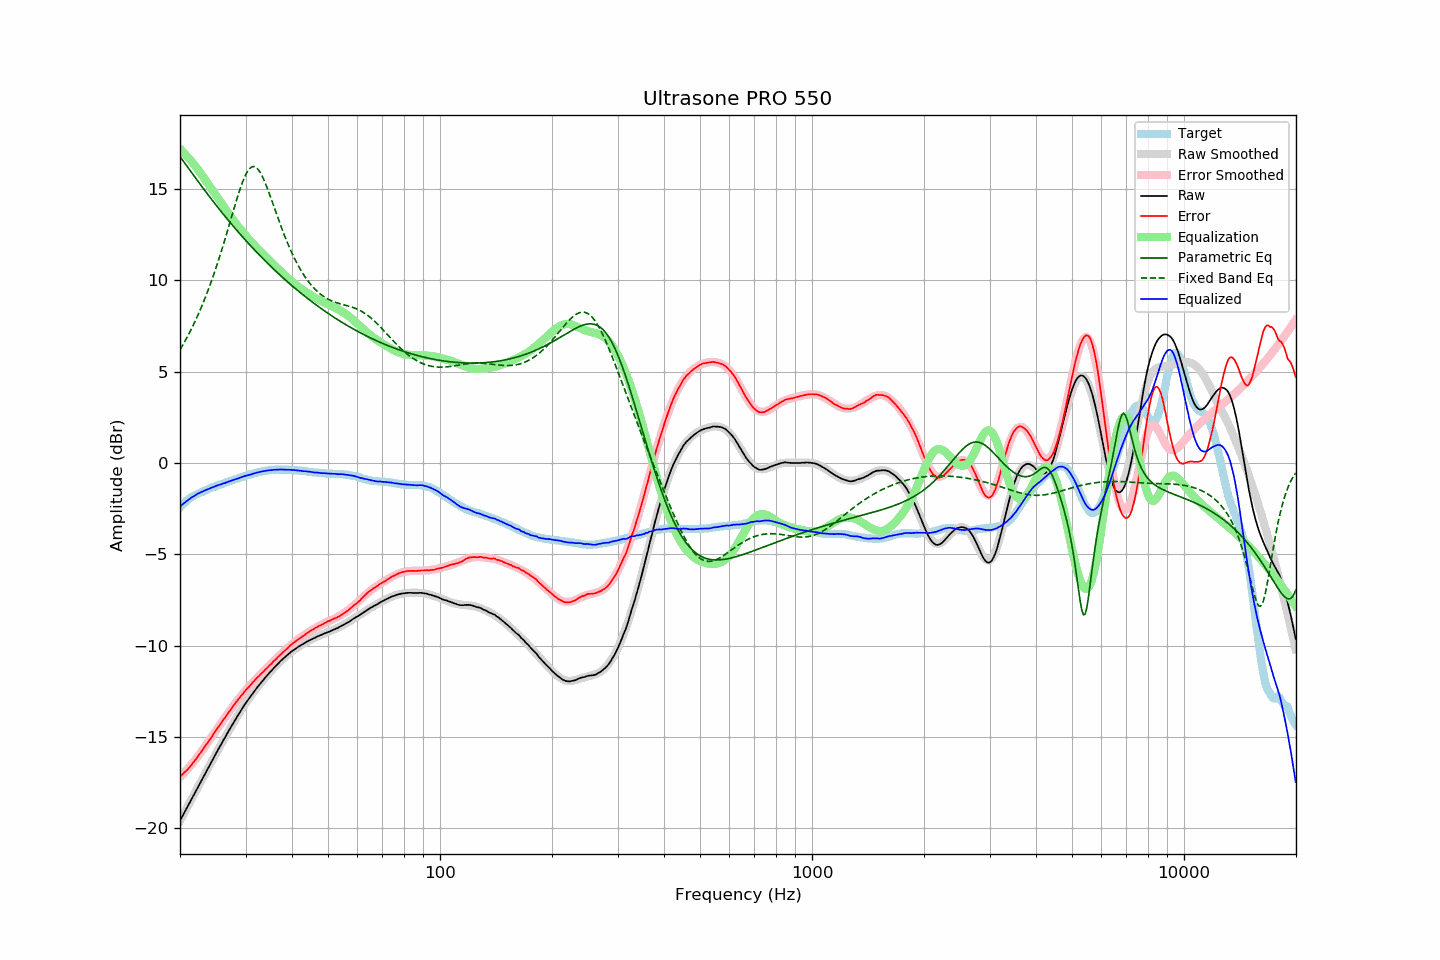 Ultrasone PRO 550
Target
Raw Smoothed
Error Smoothed
Raw
Error
Equalization
Parametric Eq
Fixed Band Eq
Equalized
15
10
5
0
−5
−10
−15
−20
Amplitude (dBr)
100
1000
10000
Frequency (Hz)